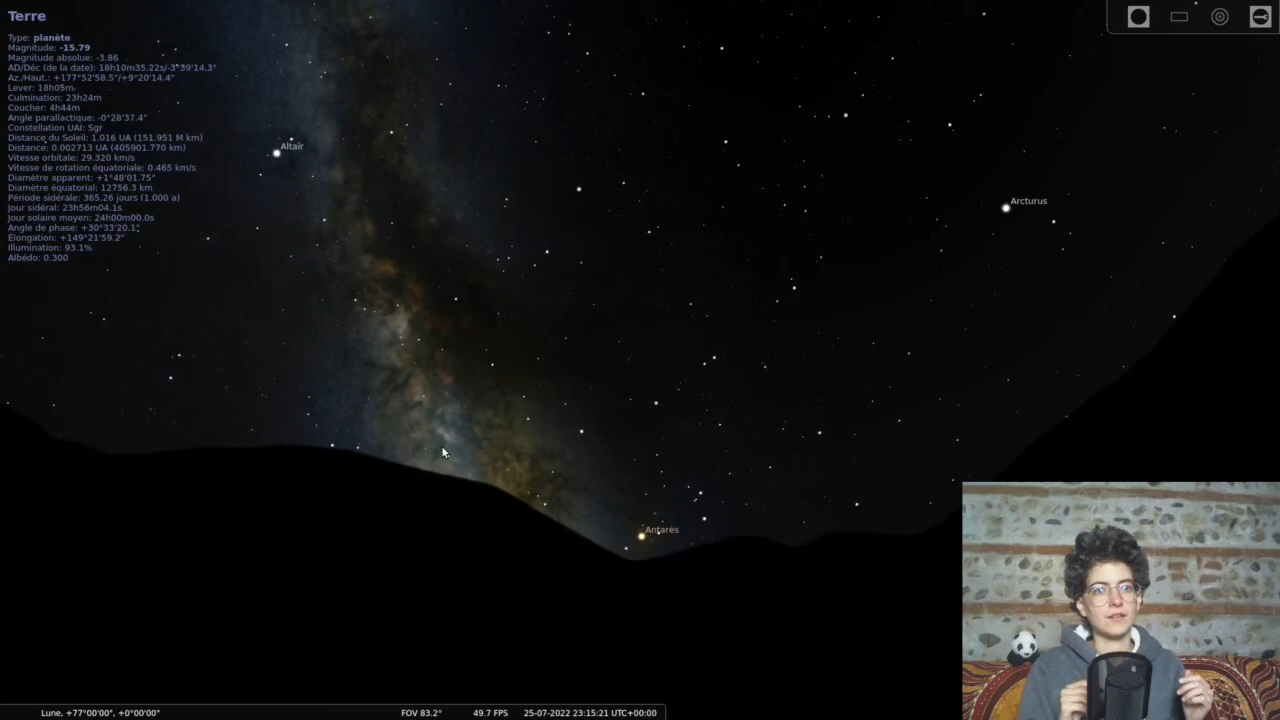 Terre
Type: planète
Magnitude: -15.79
Magnitude absolue: -3.86
AD/Déc (de la date): 18h10m35.22s/-3°39'14.3"
Az./Haut.: +177°52'58.5"/+9°20'14.4"
Lever: 18h05m
Culmination: 23h24m
Coucher: 4h44m
Angle parallactique: -0°28'37.4"
Constellation UAI: Sgr
Distance du Soleil: 1.016 UA (151.951 M km)
Distance: 0.002713 UA (405901.770 km)
Vitesse orbitale: 29.320 km/s
Vitesse de rotation équatoriale: 0.465 km/s
Diamètre apparent: +1°48'01.75"
Diamètre équatorial: 12756.3 km
Période sidérale: 365.26 jours (1.000 a)
Jour sidéral: 23h56m04.1s
Jour solaire moyen: 24h00m00.0s
Angle de phase: +30°33'20.1"
Élongation: +149°21'59.2"
Illumination: 93.1%
Albédo: 0.300
Altaïr
Arcturus
Antarès
Lune, +77°00'00", +0°00'00" FOV 83.2° 49.7 FPS 25-07-2022 23:15:21 UTC+00:00